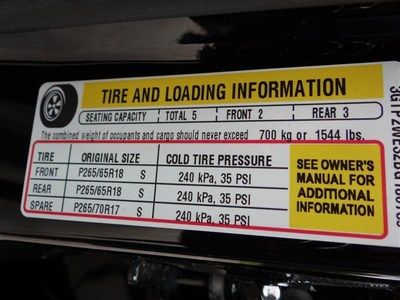 TIRE AND LOADING INFORMATION
SEATING CAPACITY TOTAL 5 FRONT 2 REAR 3
The combined weight of occupants and cargo should never exceed 700 kg or 1544 lbs.
TIRE ORIGINAL SIZE COLD TIRE PRESSURE
FRONT P265/65R18 S 240 kPa, 35 PSI
REAR P265/65R18 S 240 kPa, 35 PSI
SPARE P265/70R17 S 240 kPa, 35 PSI
SEE OWNER'S
MANUAL FOR
ADDITIONAL
INFORMATION